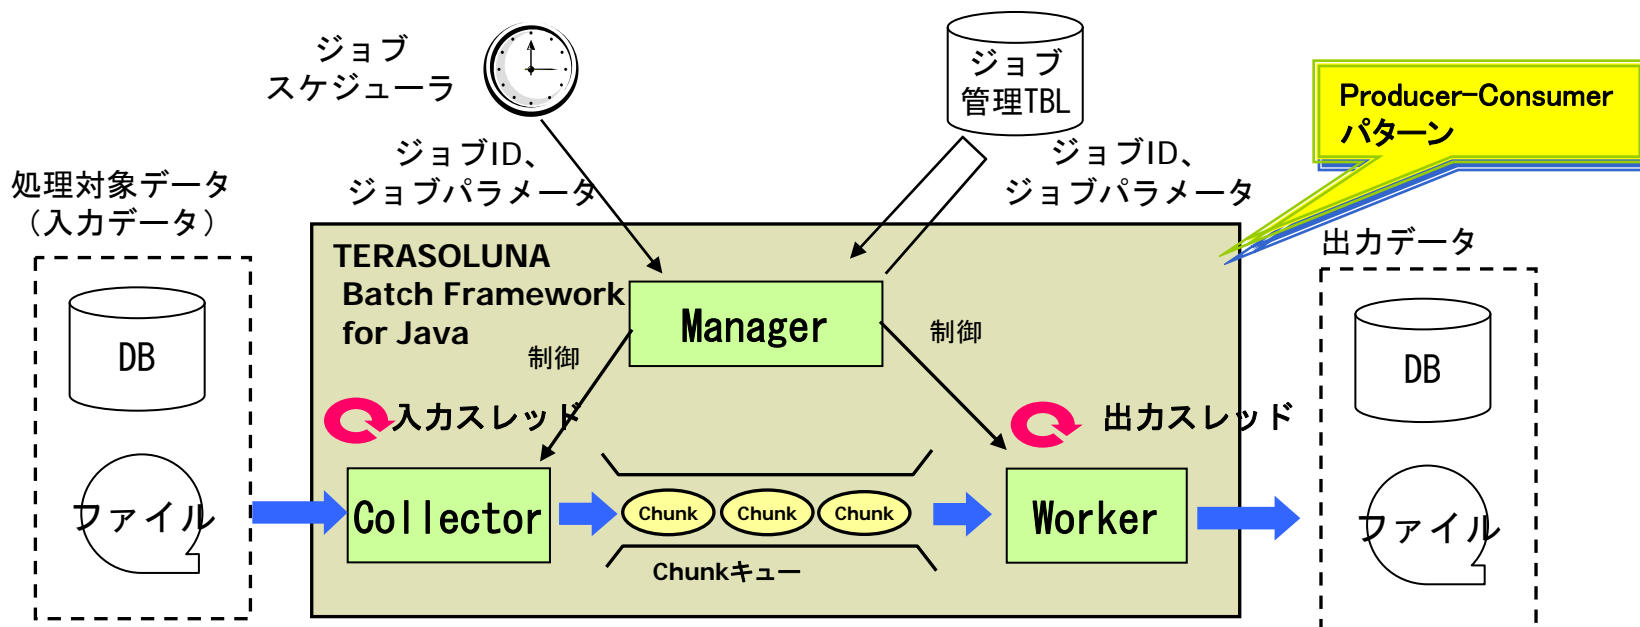 ジョブ
スケジューラ
ジョブ
管理TBL
Producer-Consumer
パターン
ジョブID、
ジョブパラメータ
ジョブID、
ジョブパラメータ
処理対象データ
（入力データ）
出力データ
TERASOLUNA
Batch Framework
for Java
Manager
制御
制御
DB
DB
入力スレッド
出力スレッド
ファイル
Collector
Chunk
Chunk
Chunk
Worker
ファイル
Chunkキュー